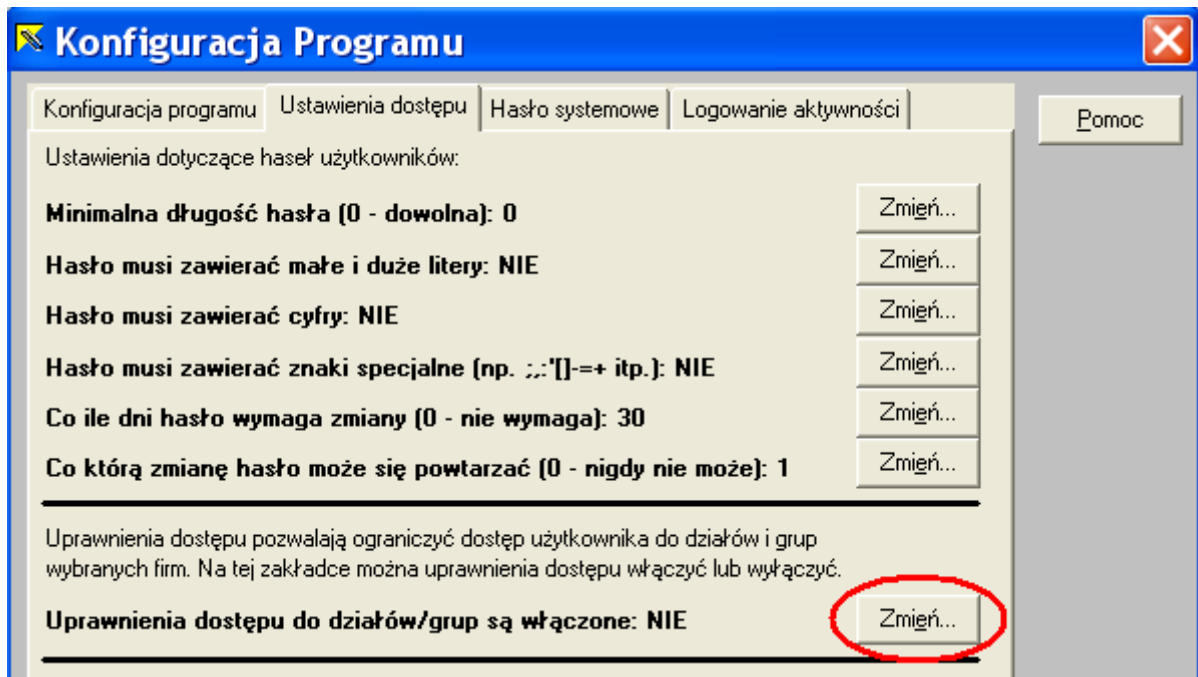 Konfiguracja Programu
Konfiguracja programu Ustawienia dostępu Hasło systemowe Logowanie aktywności
Pomoc
Ustawienia dotyczące haseł użytkowników:
Minimalna długość hasła (0 - dowolna): 0 Zmień...
Hasło musi zawierać małe i duże litery: NIE Zmień...
Hasło musi zawierać cyfry: NIE Zmień...
Hasło musi zawierać znaki specjalne (np. ;,:'[]-=+ itp.): NIE Zmień...
Co ile dni hasło wymaga zmiany (0 - nie wymaga): 30 Zmień...
Co którą zmianę hasło może się powtarzać (0 - nigdy nie może): 1 Zmień...
Uprawnienia dostępu pozwalają ograniczyć dostęp użytkownika do działów i grup
wybranych firm. Na tej zakładce można uprawnienia dostępu włączyć lub wyłączyć.
Uprawnienia dostępu do działów/grup są włączone: NIE Zmień...